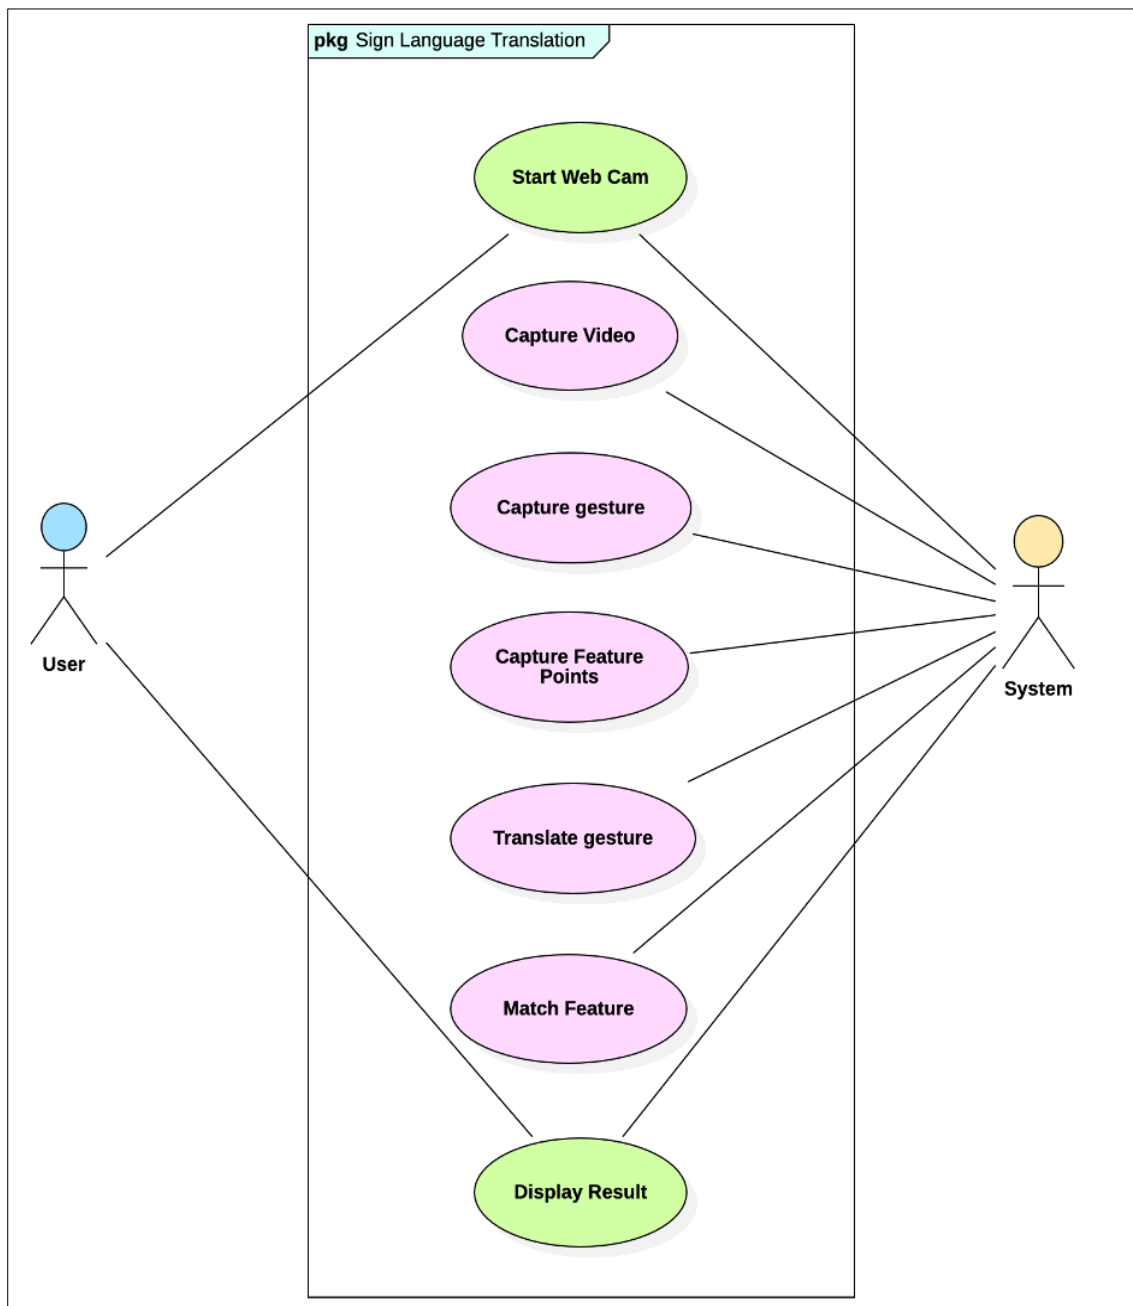 pkg Sign Language Translation
Start Web Cam
Capture Video
Capture gesture
Capture Feature
Points
User
System
Translate gesture
Match Feature
Display Result